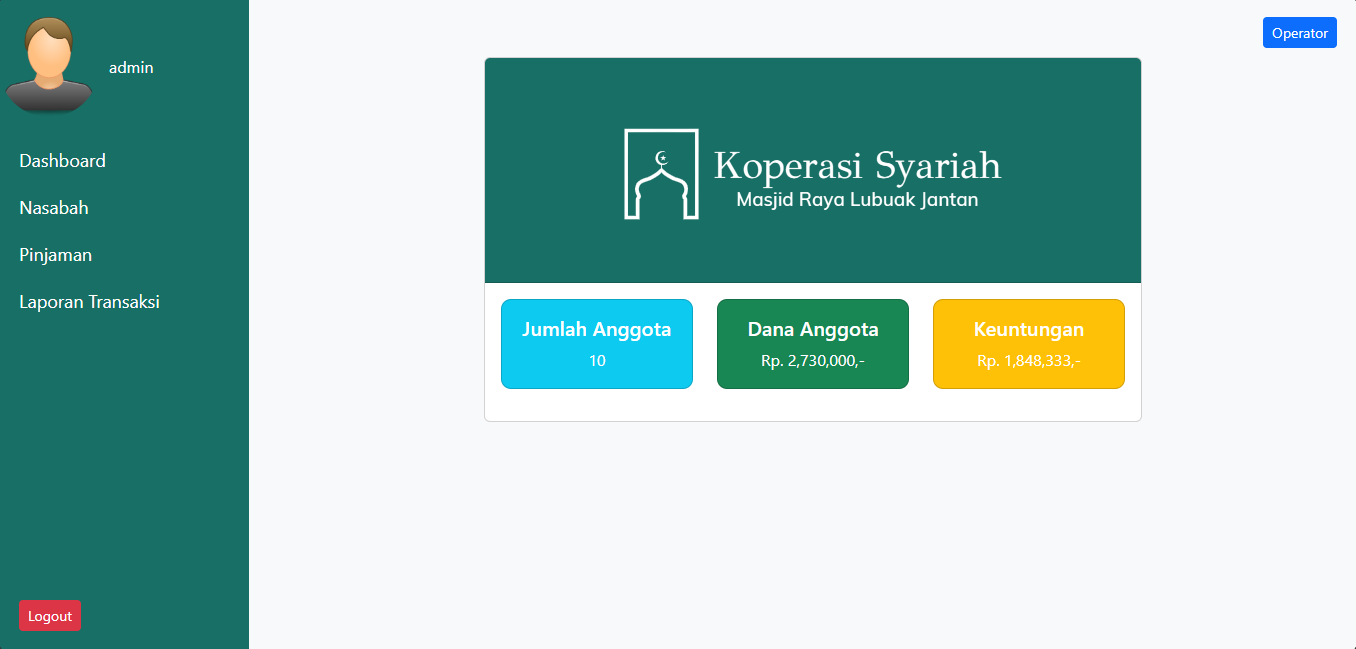 admin
Dashboard
Nasabah
Pinjaman
Laporan Transaksi
Logout
Operator
Koperasi Syariah
Masjid Raya Lubuak Jantan
Jumlah Anggota
10
Dana Anggota
Rp. 2,730,000,-
Keuntungan
Rp. 1,848,333,-